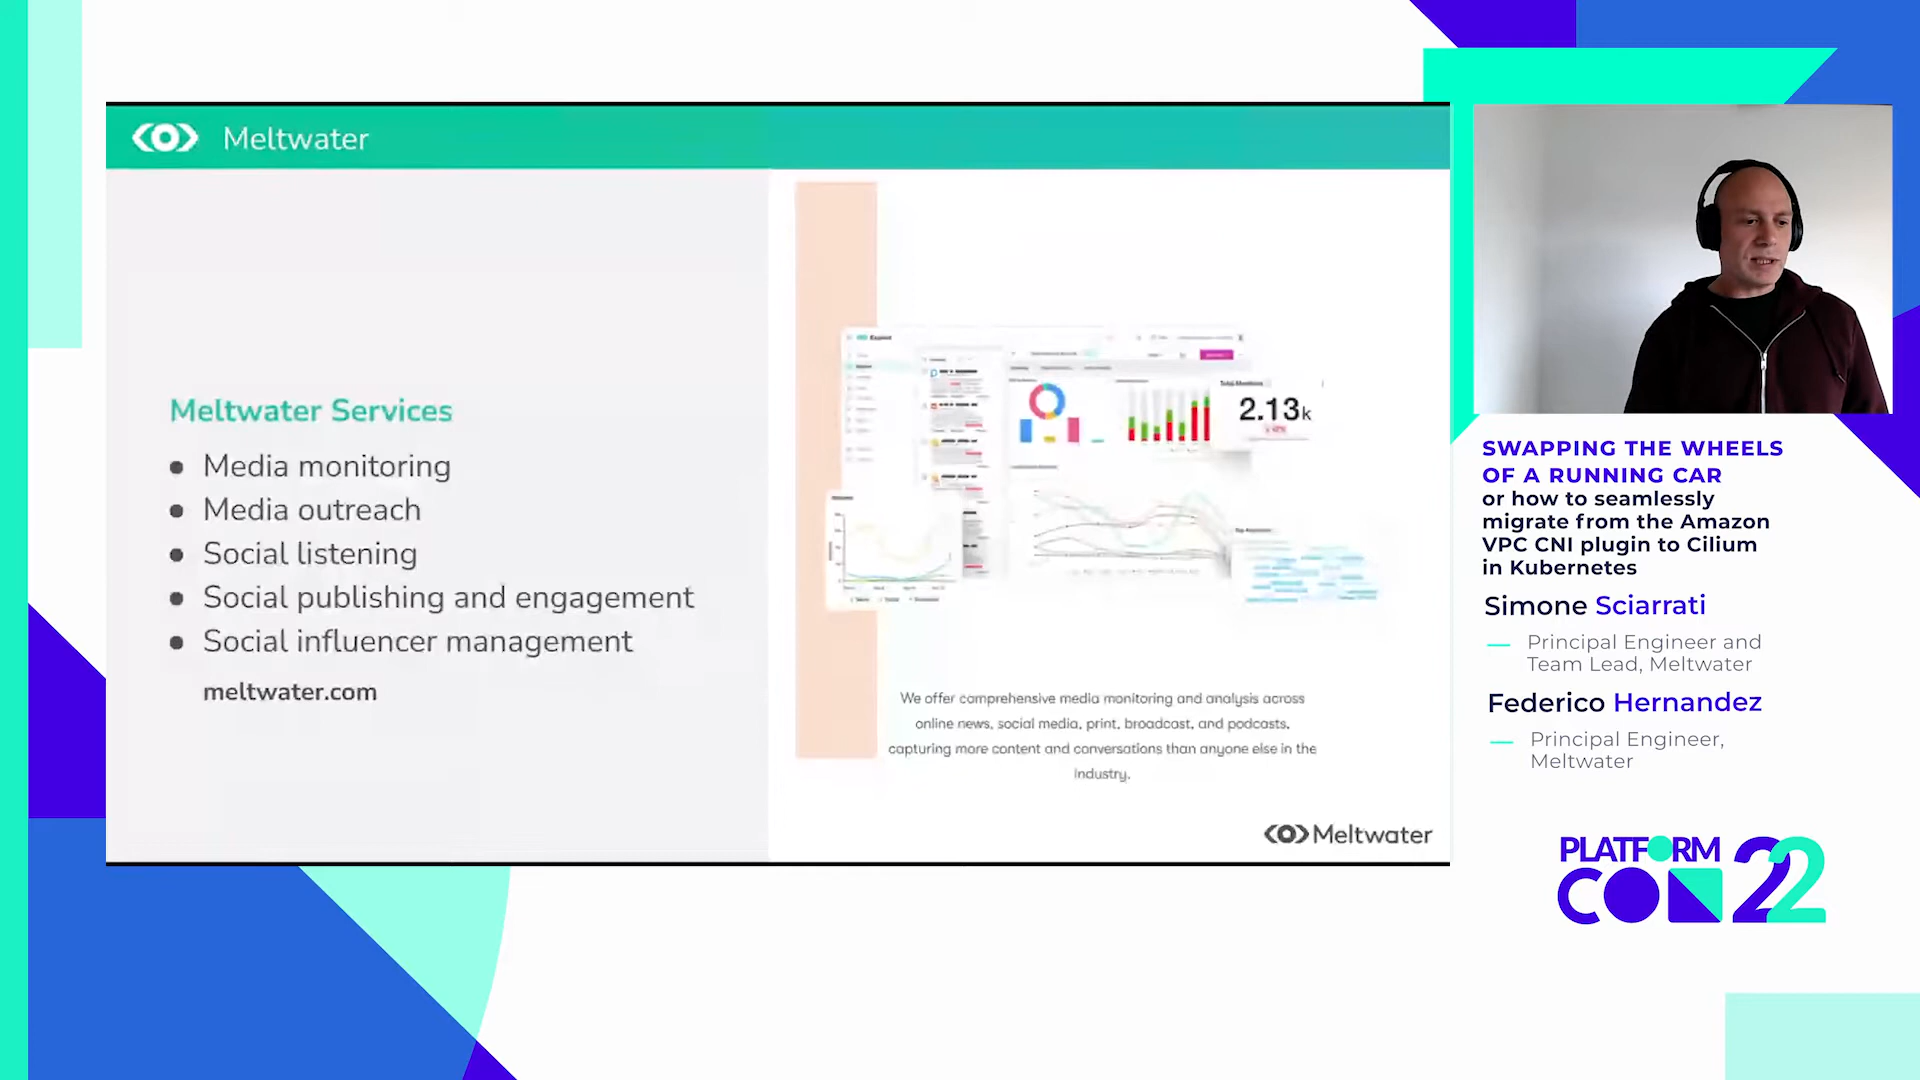 Meltwater
Meltwater Services
Media monitoring
Media outreach
Social listening
Social publishing and engagement
Social influencer management
meltwater.com
2.13k
We offer comprehensive media monitoring and analysis across
online news, social media, print, broadcast, and podcasts,
capturing more content and conversations than anyone else in the
industry.
Meltwater
SWAPPING THE WHEELS
OF A RUNNING CAR
or how to seamlessly
migrate from the Amazon
VPC CNI plugin to Cilium
in Kubernetes
Simone Sciarrati
Principal Engineer and
Team Lead, Meltwater
Federico Hernandez
Principal Engineer,
Meltwater
PLATFORM
CON 22